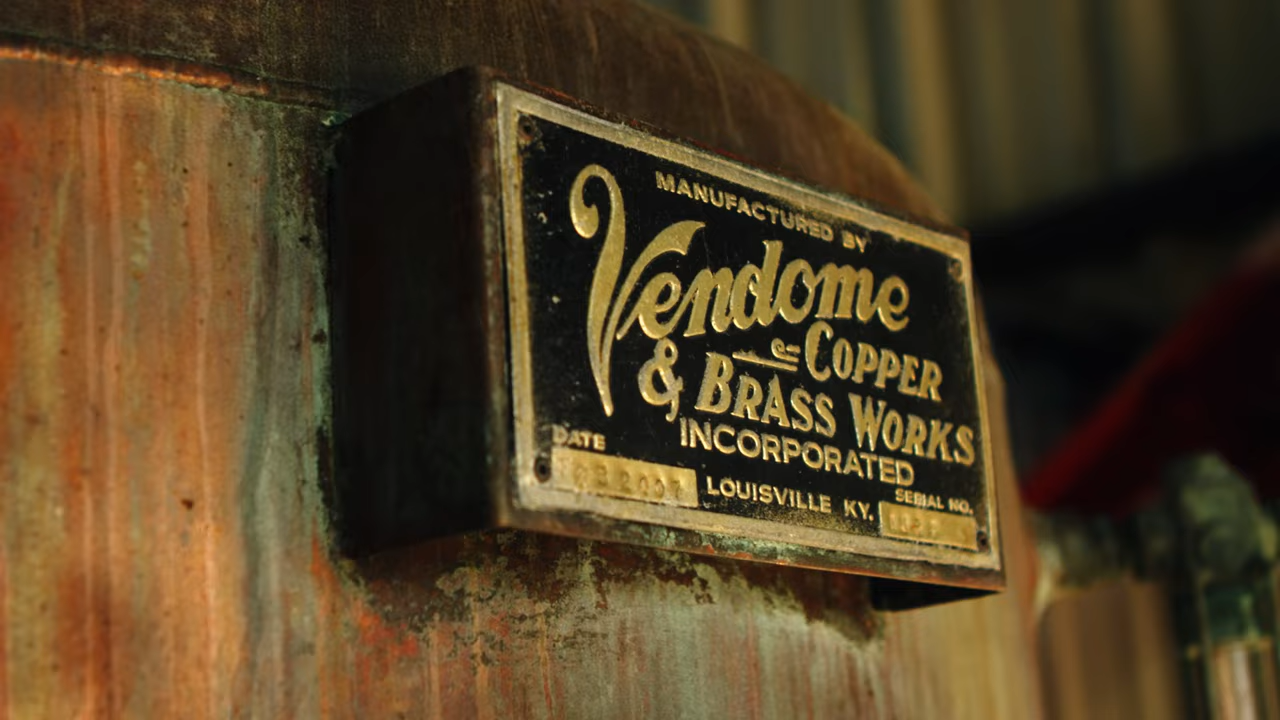 MANUFACTURED BY
Vendome
COPPER
& BRASS WORKS
INCORPORATED
DATE
LOUISVILLE KY.
SERIAL NO.